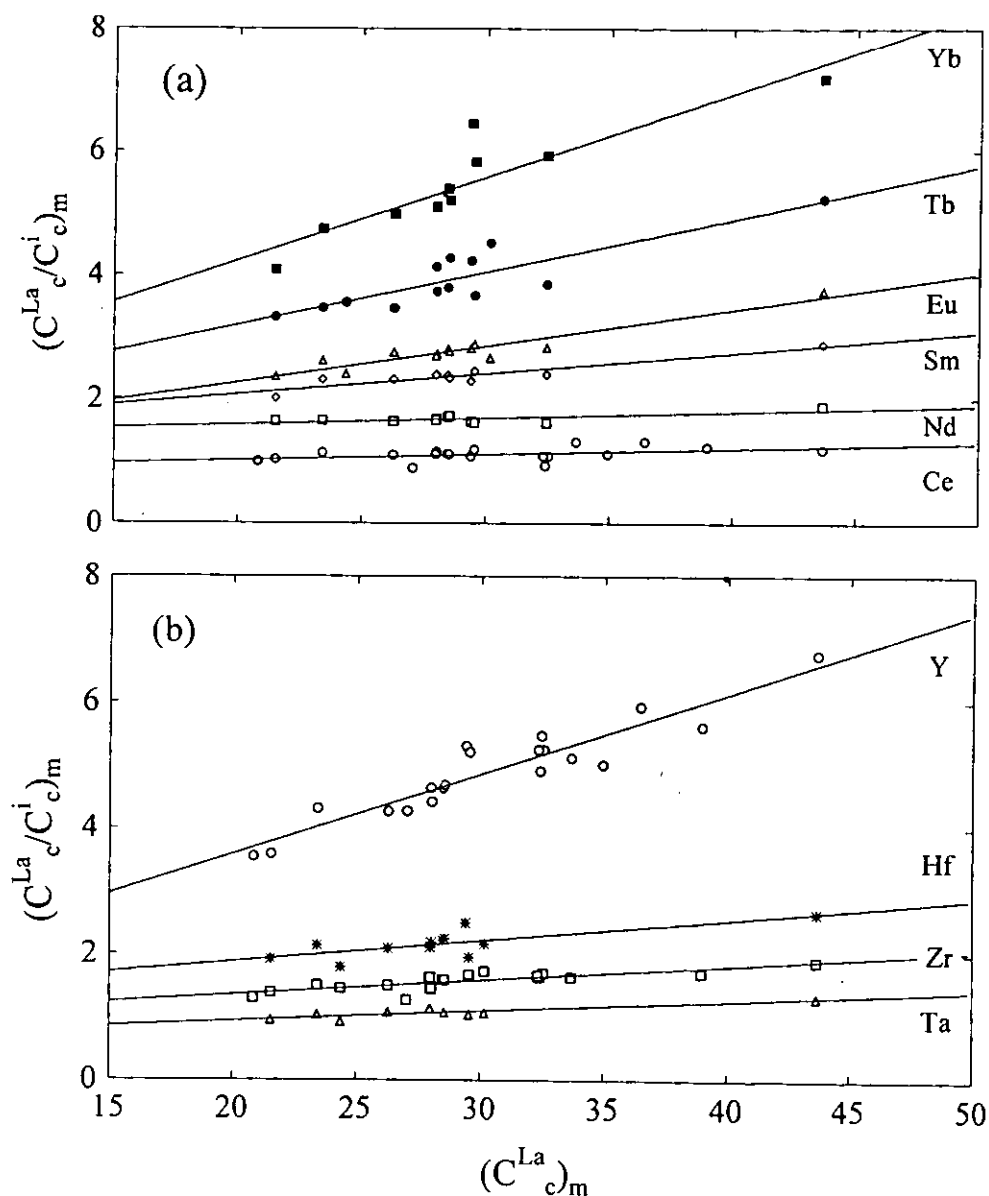 (a)
8
6
4
2
0
(C^La_c/C^i_c)_m
Yb
Tb
Eu
Sm
Nd
Ce
(b)
8
6
4
2
0
(C^La_c/C^i_c)_m
Y
Hf
Zr
Ta
15 20 25 30 35 40 45 50
(C^La_c)_m